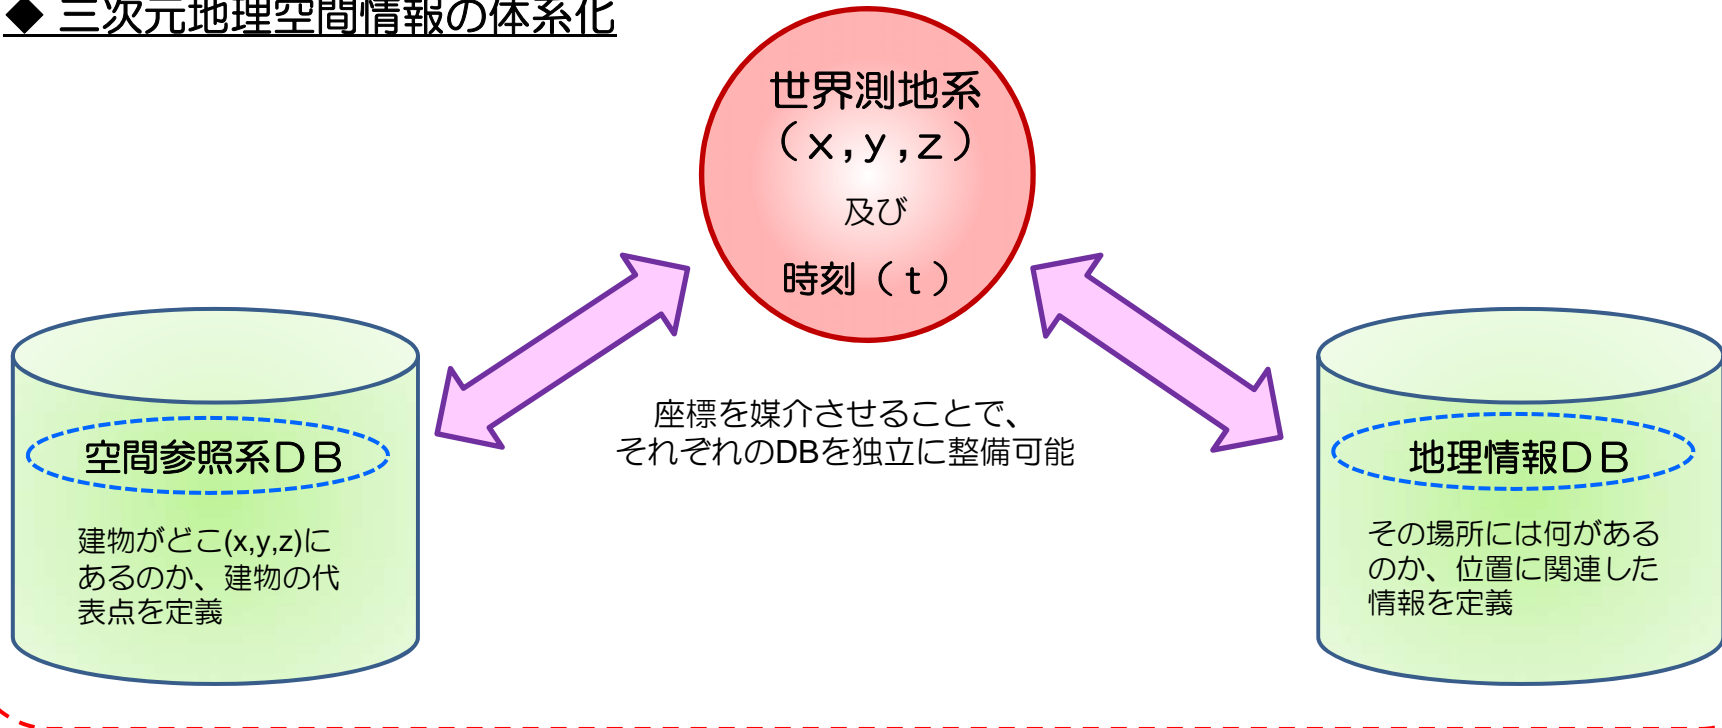 ◆ 三次元地理空間情報の体系化
世界測地系
（ｘ,ｙ,ｚ）
及び
時刻（ｔ）
座標を媒介させることで、
それぞれのDBを独立に整備可能
空間参照系ＤＢ
建物がどこ(x,y,z)に
あるのか、建物の代
表点を定義
地理情報ＤＢ
その場所には何がある
のか、位置に関連した
情報を定義